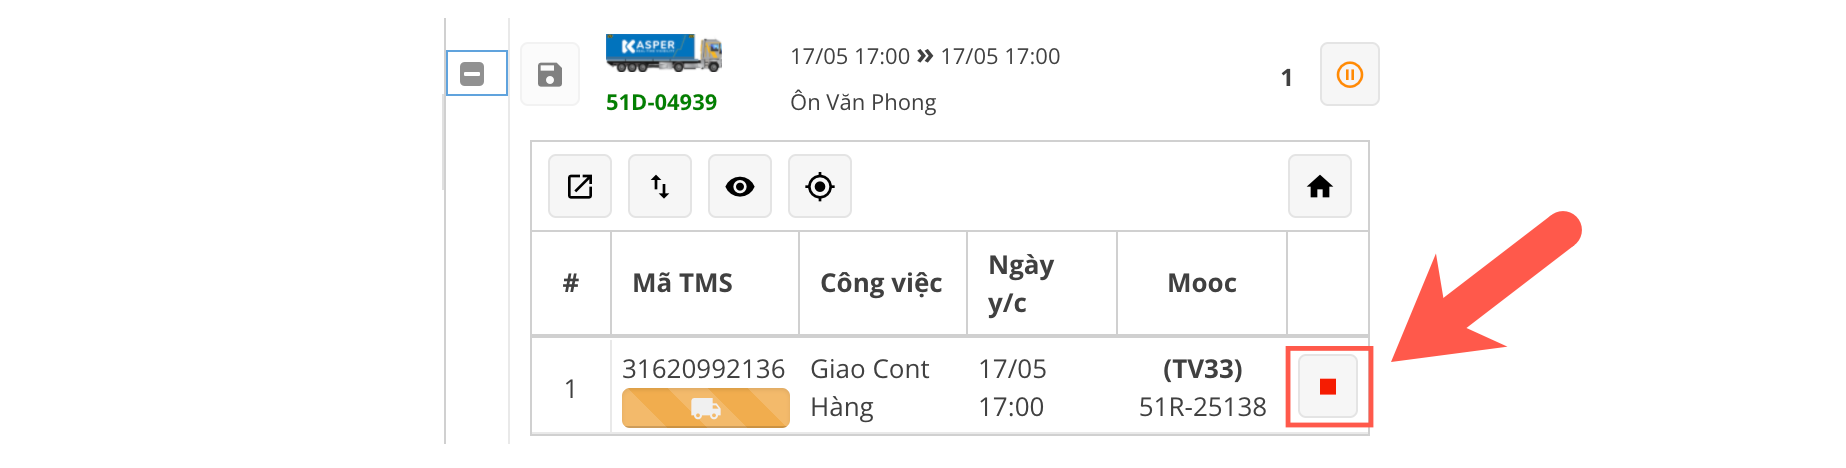 KASPER
51D-04939
17/05 17:00 » 17/05 17:00
Ôn Văn Phong
1
# Mã TMS Công việc Ngày y/c Mooc
1 31620992136 Giao Cont Hàng 17/05 17:00 (TV33) 51R-25138